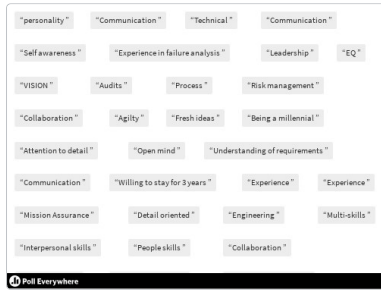 “personality” “Communication” “Technical” “Communication”
“Self awareness” “Experience in failure analysis” “Leadership” “EQ”
“VISION” “Audits” “Process” “Risk management”
“Collaboration” “Agilty” “Fresh ideas” “Being a millennial”
“Attention to detail” “Open mind” “Understanding of requirements”
“Communication” “Willing to stay for 3 years” “Experience” “Experience”
“Mission Assurance” “Detail oriented” “Engineering” “Multi-skills”
“Interpersonal skills” “People skills” “Collaboration”
Poll Everywhere